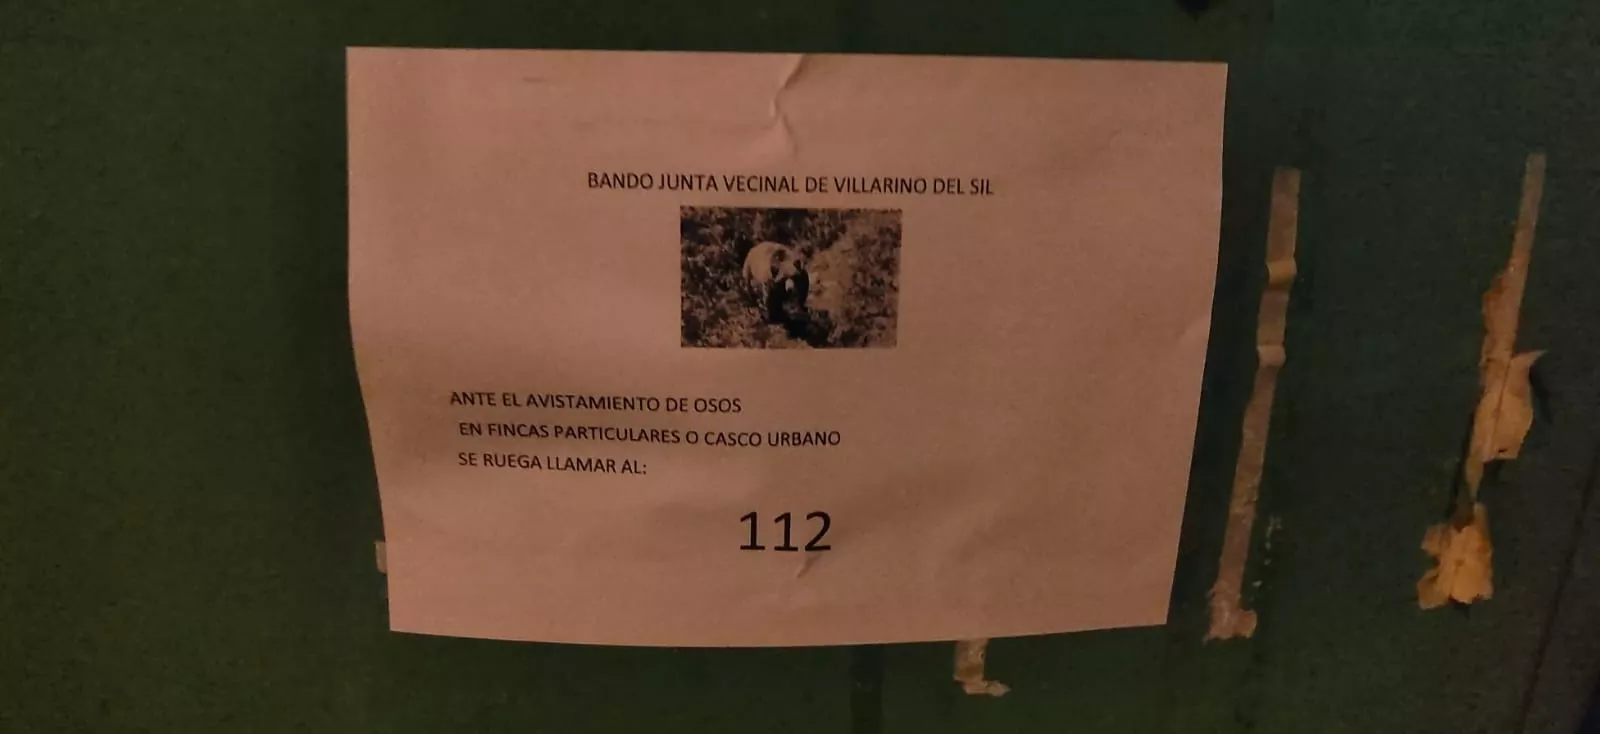 BANDO JUNTA VECINAL DE VILLARINO DEL SIL
ANTE EL AVISTAMIENTO DE OSOS
EN FINCAS PARTICULARES O CASCO URBANO
SE RUEGA LLAMAR AL:
112